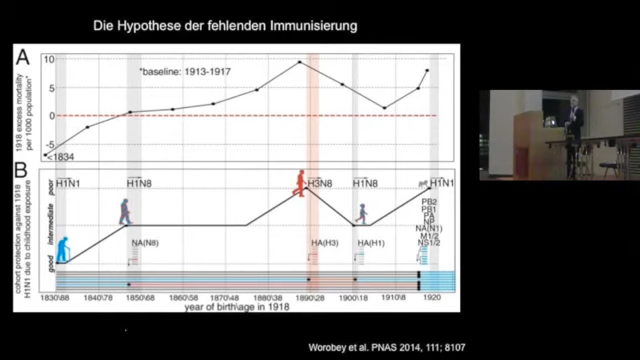 Die Hypothese der fehlenden Immunisierung
A
1918 excess mortality
per 1000 population*
10
5
0
-5
*baseline: 1913-1917
<1834
B
cohort protection against 1918
H1N1 due to childhood exposure
poor
intermediate
good
H1N1
H1N8
H3N8
H1N8
H1N1
PB2
PB1
PA
NP
NA(N1)
M1/2
NS1/2
NA(N8)
HA(H3)
HA(H1)
1830\88
1840\78
1850\68
1860\58
1870\48
1880\38
1890\28
1900\18
1910\8
1920
year of birth\age in 1918
Worobey et al. PNAS 2014, 111; 8107